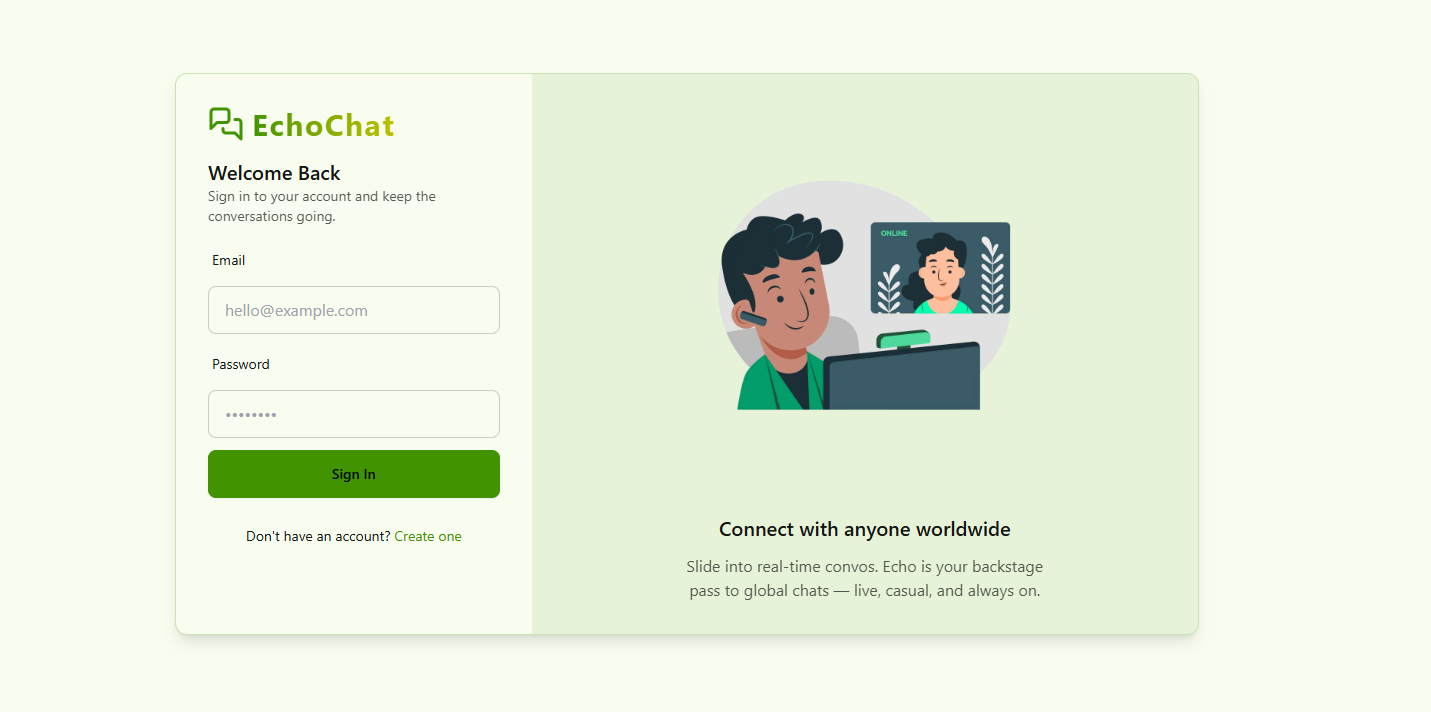 EchoChat
Welcome Back
Sign in to your account and keep the
conversations going.
Email
hello@example.com
Password
••••••••
Sign In
Don't have an account? Create one
ONLINE
Connect with anyone worldwide
Slide into real-time convos. Echo is your backstage
pass to global chats — live, casual, and always on.